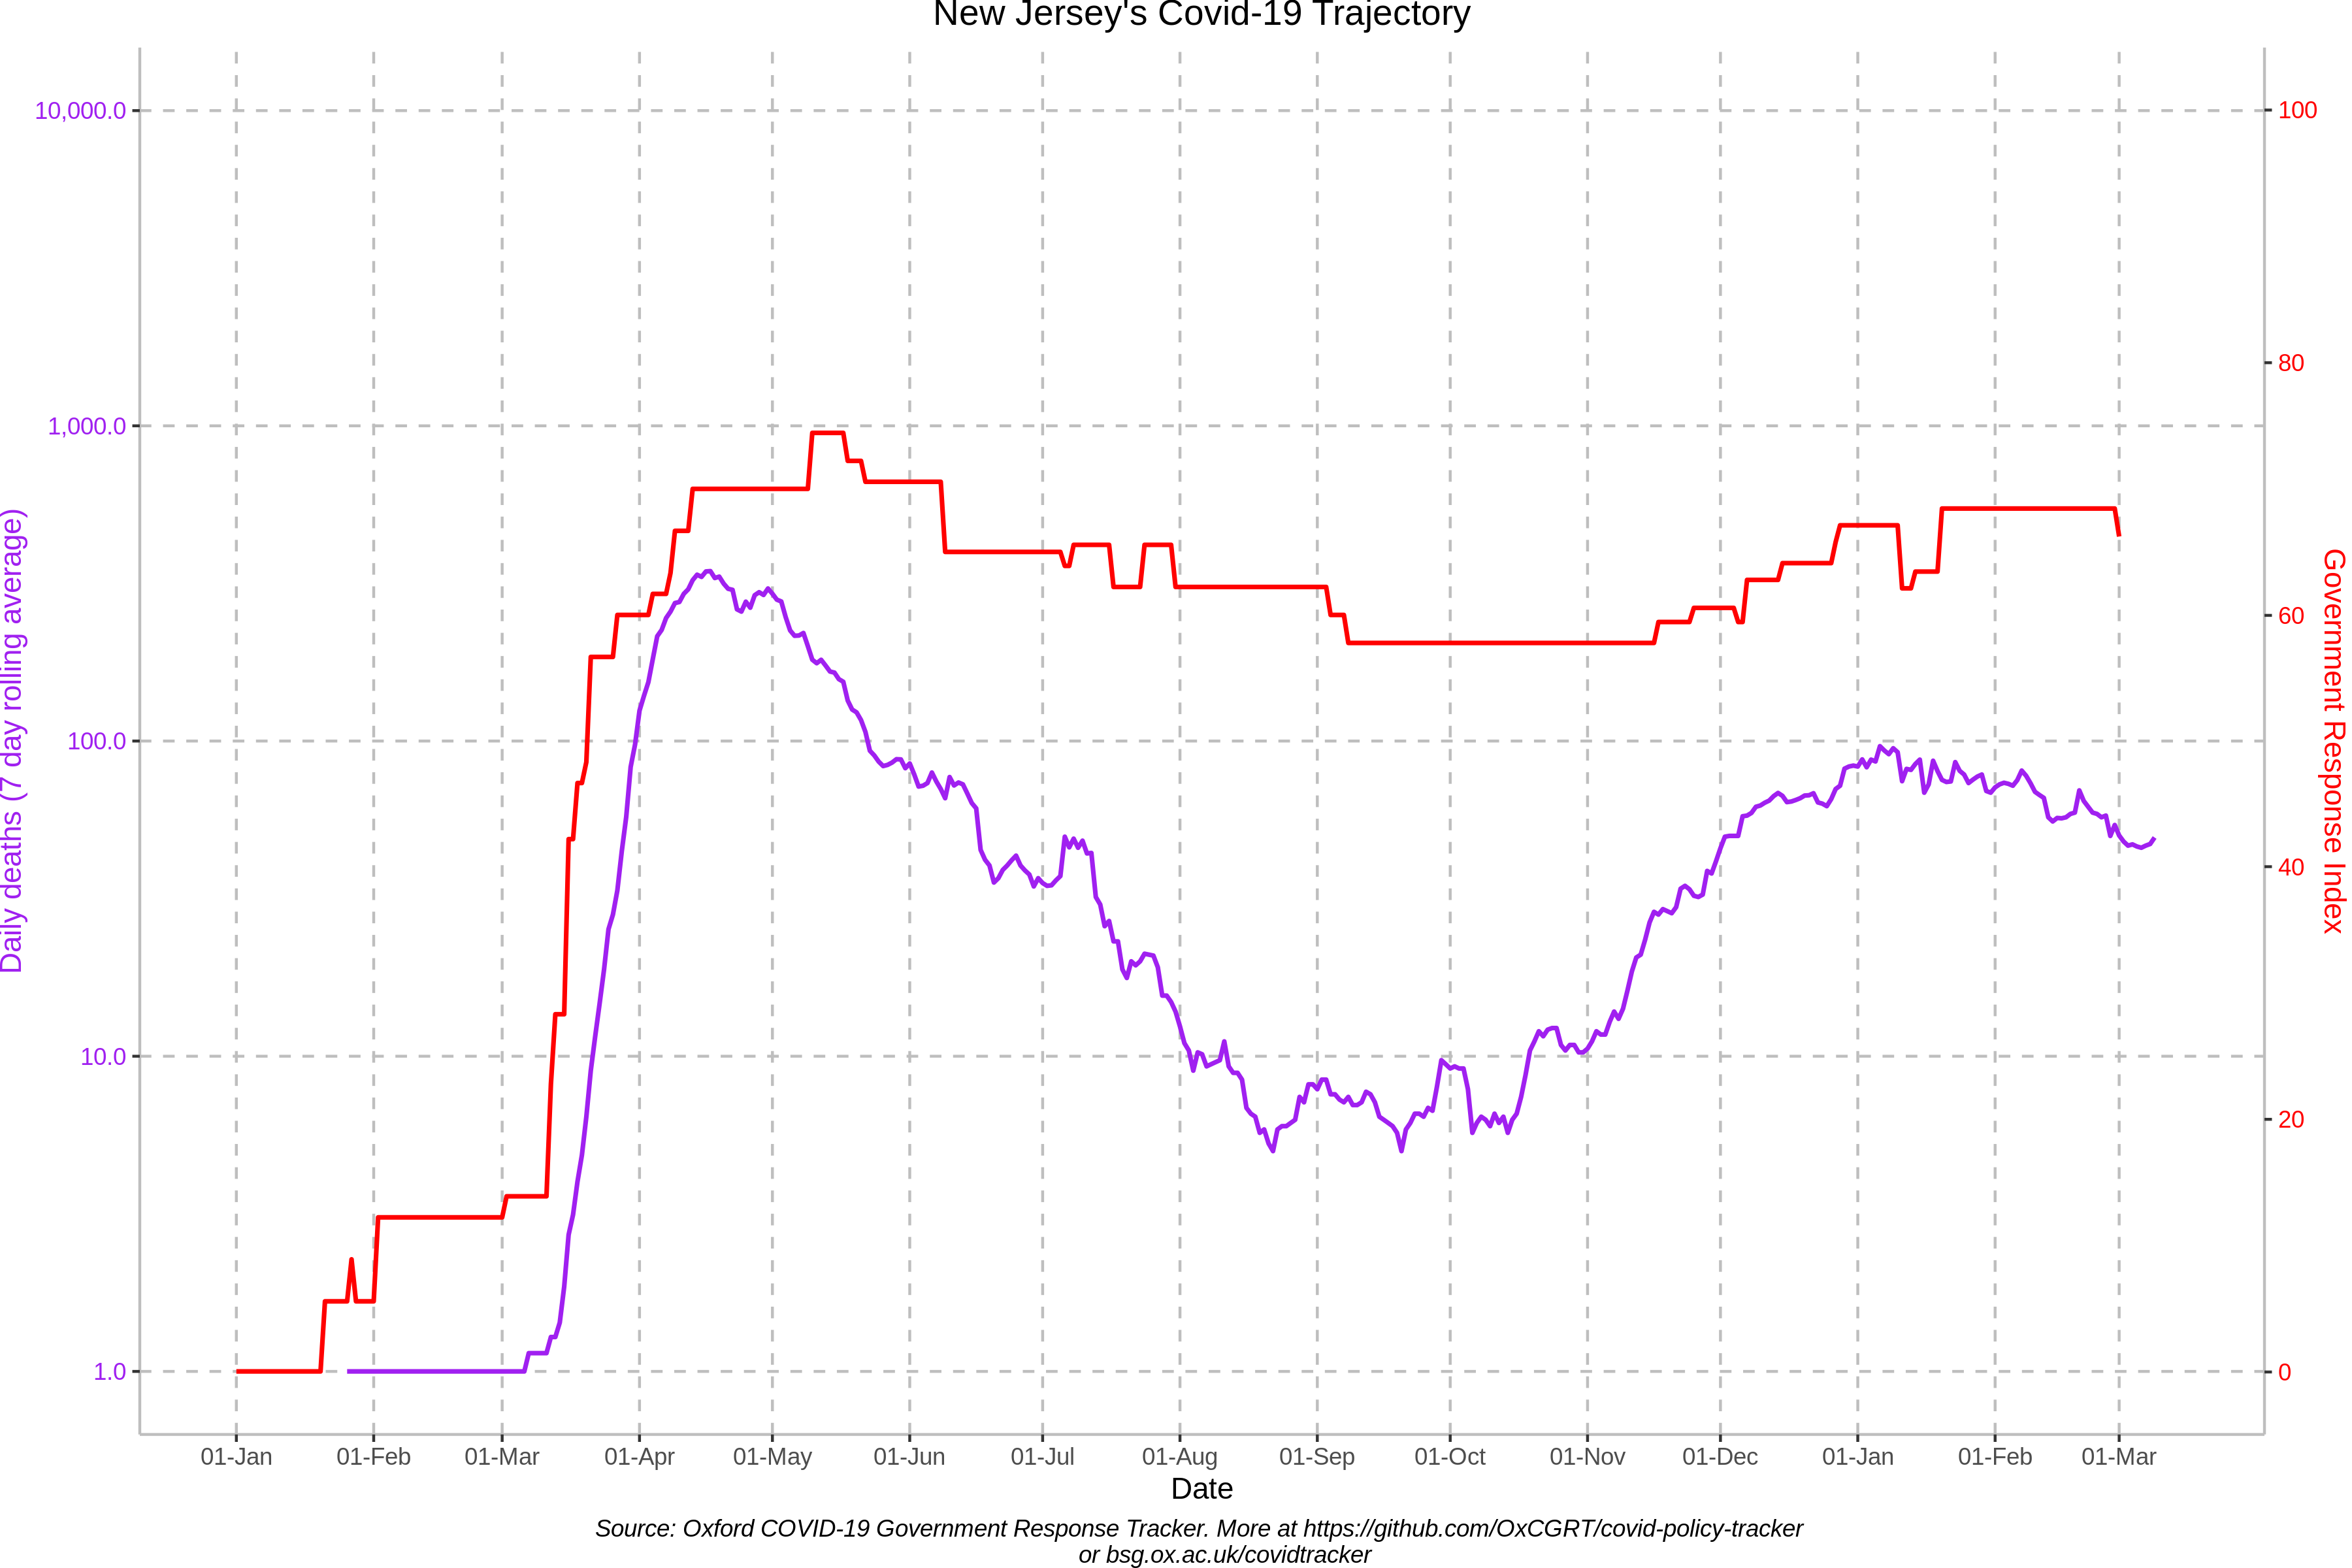 New Jersey's Covid-19 Trajectory
10,000.0
1,000.0
100.0
10.0
1.0
Daily deaths (7 day rolling average)
100
80
60
40
20
0
Government Response Index
01-Jan 01-Feb 01-Mar 01-Apr 01-May 01-Jun 01-Jul 01-Aug 01-Sep 01-Oct 01-Nov 01-Dec 01-Jan 01-Feb 01-Mar
Date
Source: Oxford COVID-19 Government Response Tracker. More at https://github.com/OxCGRT/covid-policy-tracker
or bsg.ox.ac.uk/covidtracker